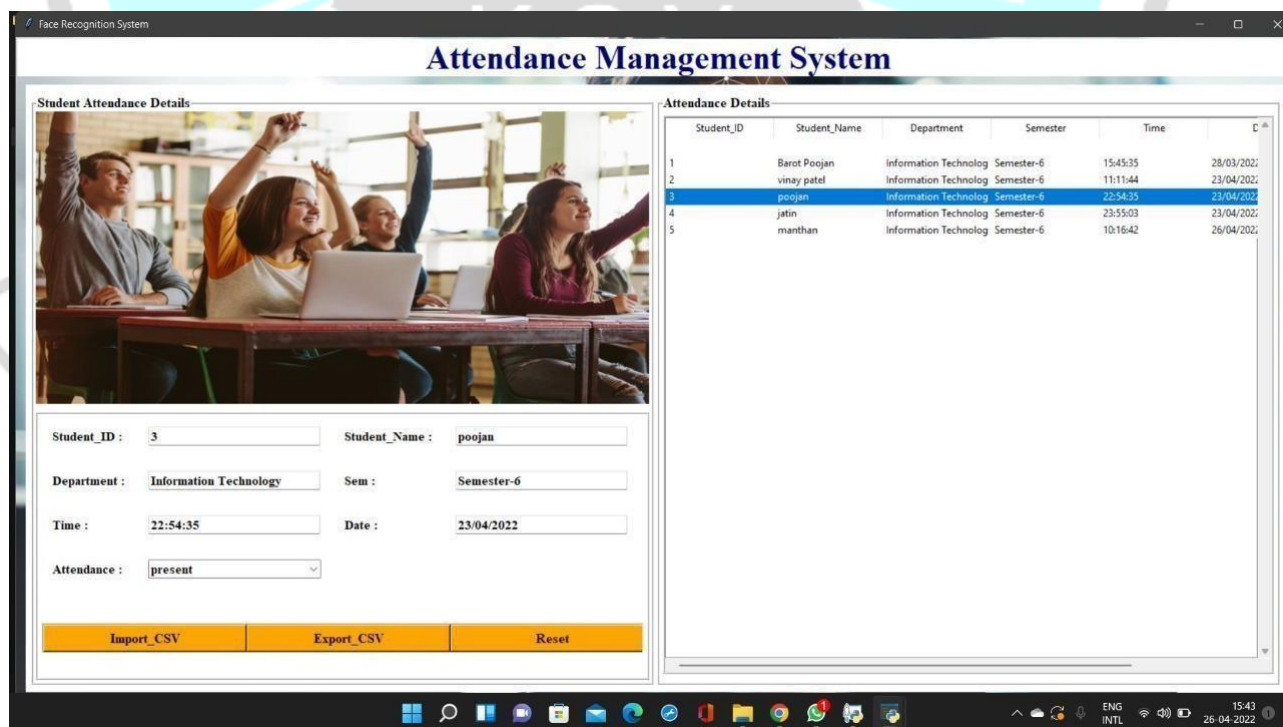 Face Recognition System
Attendance Management System
Student Attendance Details
Student_ID : 3 Student_Name : poojan
Department : Information Technology Sem : Semester-6
Time : 22:54:35 Date : 23/04/2022
Attendance : present
Import_CSV Export_CSV Reset
Attendance Details
Student_ID Student_Name Department Semester Time
1 Barot Poojan Information Technolog Semester-6 15:45:35 28/03/2022
2 vinay patel Information Technolog Semester-6 11:11:44 23/04/2022
3 poojan Information Technolog Semester-6 22:54:35 23/04/2022
4 jatin Information Technolog Semester-6 23:55:03 23/04/2022
5 manthan Information Technolog Semester-6 10:16:42 26/04/2022
ENG
INTL
15:43
26-04-2022